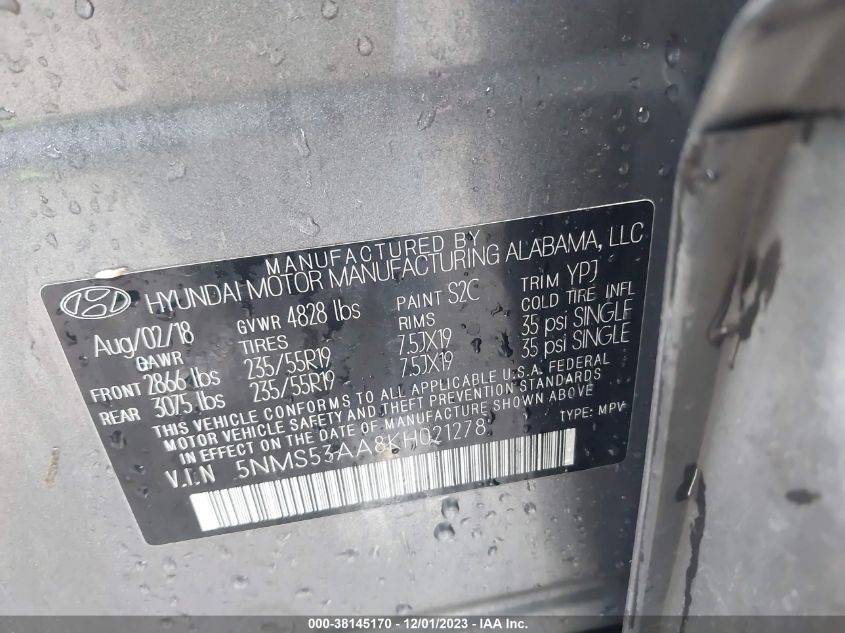 MANUFACTURED BY
HYUNDAI MOTOR MANUFACTURING ALABAMA, LLC
Aug/02/18 GVWR 4828 lbs PAINT S2C TRIM YPJ
GAWR TIRES RIMS COLD TIRE INFL
FRONT 2866 lbs 235/55R19 7.5JX19 35 psi SINGLE
REAR 3075 lbs 235/55R19 7.5JX19 35 psi SINGLE
THIS VEHICLE CONFORMS TO ALL APPLICABLE U.S.A. FEDERAL
MOTOR VEHICLE SAFETY AND THEFT PREVENTION STANDARDS
IN EFFECT ON THE DATE OF MANUFACTURE SHOWN ABOVE
V.I.N 5NMS53AA8KH021278 TYPE: MPV
000-38145170 - 12/01/2023 - IAA Inc.